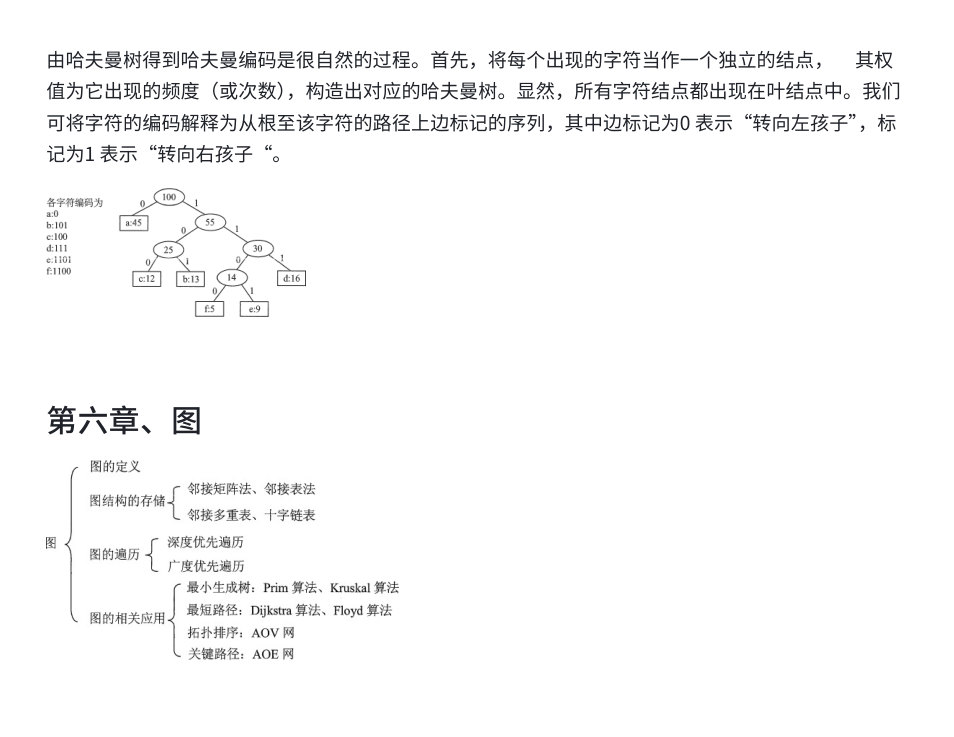 由哈夫曼树得到哈夫曼编码是很自然的过程。首先，将每个出现的字符当作一个独立的结点， 其权
值为它出现的频度（或次数），构造出对应的哈夫曼树。显然，所有字符结点都出现在叶结点中。我们
可将字符的编码解释为从根至该字符的路径上边标记的序列，其中边标记为0 表示“转向左孩子”，标
记为1 表示“转向右孩子“。
各字符编码为
a:0
b:101
c:100
d:111
e:1101
f:1100
100
0 1
a:45
55
0 1
25
30
0 1
0 1
c:12
b:13
14
d:16
0 1
f:5
e:9
第六章、图
图
图的定义
图结构的存储
邻接矩阵法、邻接表法
邻接多重表、十字链表
图的遍历
深度优先遍历
广度优先遍历
图的相关应用
最小生成树：Prim 算法、Kruskal 算法
最短路径：Dijkstra 算法、Floyd 算法
拓扑排序：AOV 网
关键路径：AOE 网